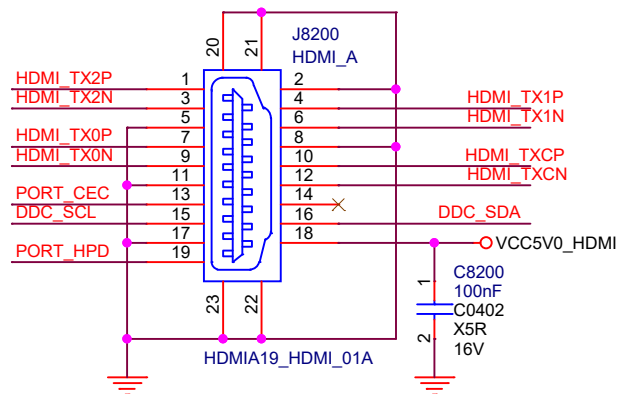 J8200
HDMI_A
20
21
HDMI_TX2P
1
2
HDMI_TX2N
3
4
HDMI_TX1P
5
6
HDMI_TX1N
HDMI_TX0P
7
8
HDMI_TX0N
9
10
HDMI_TXCP
11
12
HDMI_TXCN
PORT_CEC
13
14
DDC_SCL
15
16
DDC_SDA
17
18
VCC5V0_HDMI
PORT_HPD
19
23
22
HDMIA19_HDMI_01A
1
2
C8200
100nF
C0402
X5R
16V